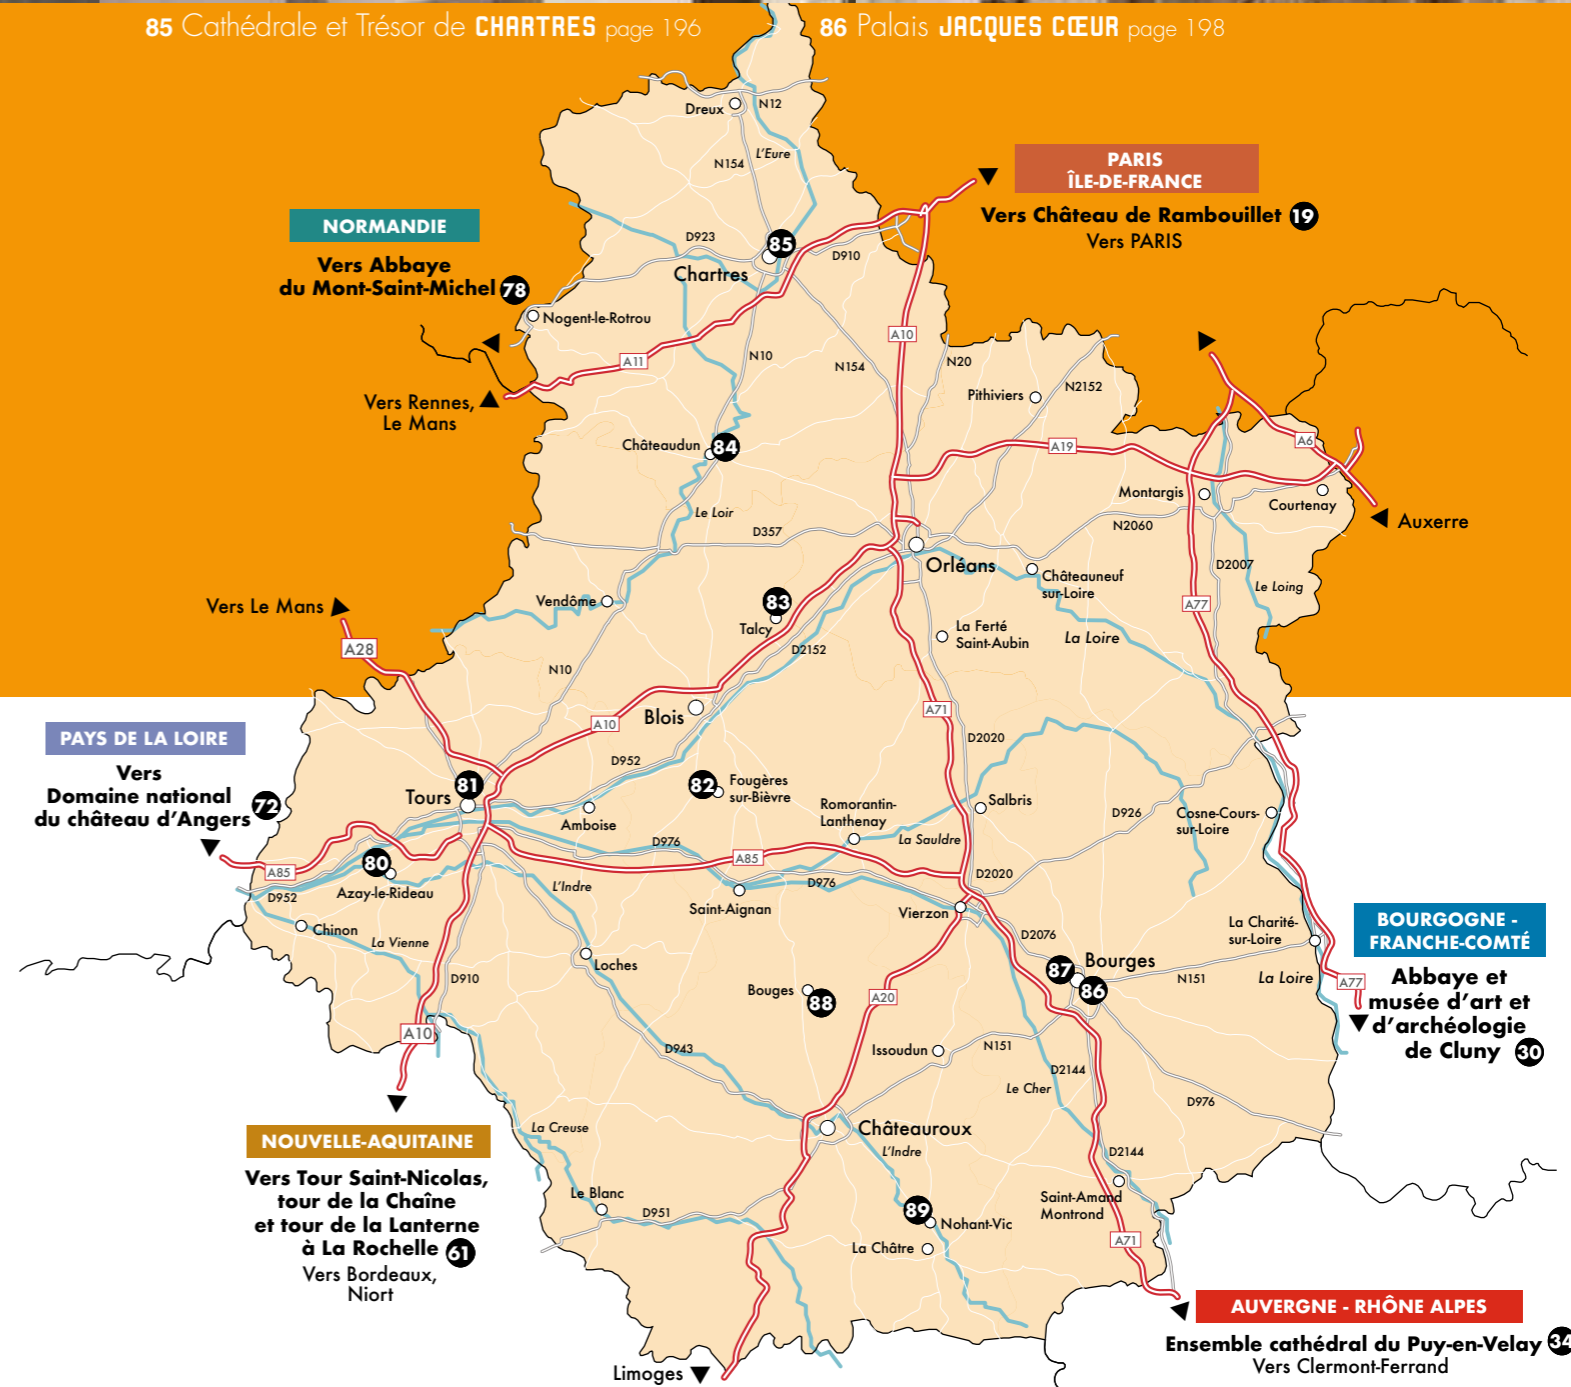 85 Cathédrale et Trésor de CHARTRES page 196
86 Palais JACQUES CŒUR page 198
Dreux
N12
L'Eure
N154
PARIS
ÎLE-DE-FRANCE
Vers Château de Rambouillet 19
Vers PARIS
NORMANDIE
Vers Abbaye
du Mont-Saint-Michel 78
D923
85
D910
Chartres
Nogent-le-Rotrou
A11
N10
N154
A10
N20
Pithiviers
N2152
Vers Rennes,
Le Mans
Châteaudun
84
A19
A6
Montargis
Courtenay
Auxerre
Le Loir
D357
N2060
Orléans
Châteauneuf
sur-Loire
D2007
Le Loing
Vers Le Mans
Vendôme
83
Talcy
D2152
La Ferté
Saint-Aubin
La Loire
A77
A28
N10
Blois
A10
A71
D2020
PAYS DE LA LOIRE
Vers
Domaine national
du château d'Angers 72
Tours
81
D952
82
Fougères
sur-Bièvre
Amboise
Romorantin-
Lanthenay
Salbris
D926
Cosne-Cours-
sur-Loire
La Sauldre
D976
A85
80
A85
Azay-le-Rideau
D952
L'Indre
D976
D2020
Saint-Aignan
Vierzon
Chinon
La Vienne
D910
Loches
Bouges
88
A20
D2076
87
Bourges
86
N151
La Charité-
sur-Loire
La Loire
A77
BOURGOGNE -
FRANCHE-COMTÉ
Abbaye et
musée d'art et
d'archéologie
de Cluny 30
A10
D943
Issoudun
N151
D2144
Le Cher
D976
Châteauroux
L'Indre
La Creuse
NOUVELLE-AQUITAINE
Vers Tour Saint-Nicolas,
tour de la Chaîne
et tour de la Lanterne
à La Rochelle 61
Vers Bordeaux,
Niort
Le Blanc
D951
89
Nohant-Vic
La Châtre
D2144
Saint-Amand
Montrond
A71
AUVERGNE - RHÔNE ALPES
Ensemble cathédral du Puy-en-Velay 34
Vers Clermont-Ferrand
Limoges